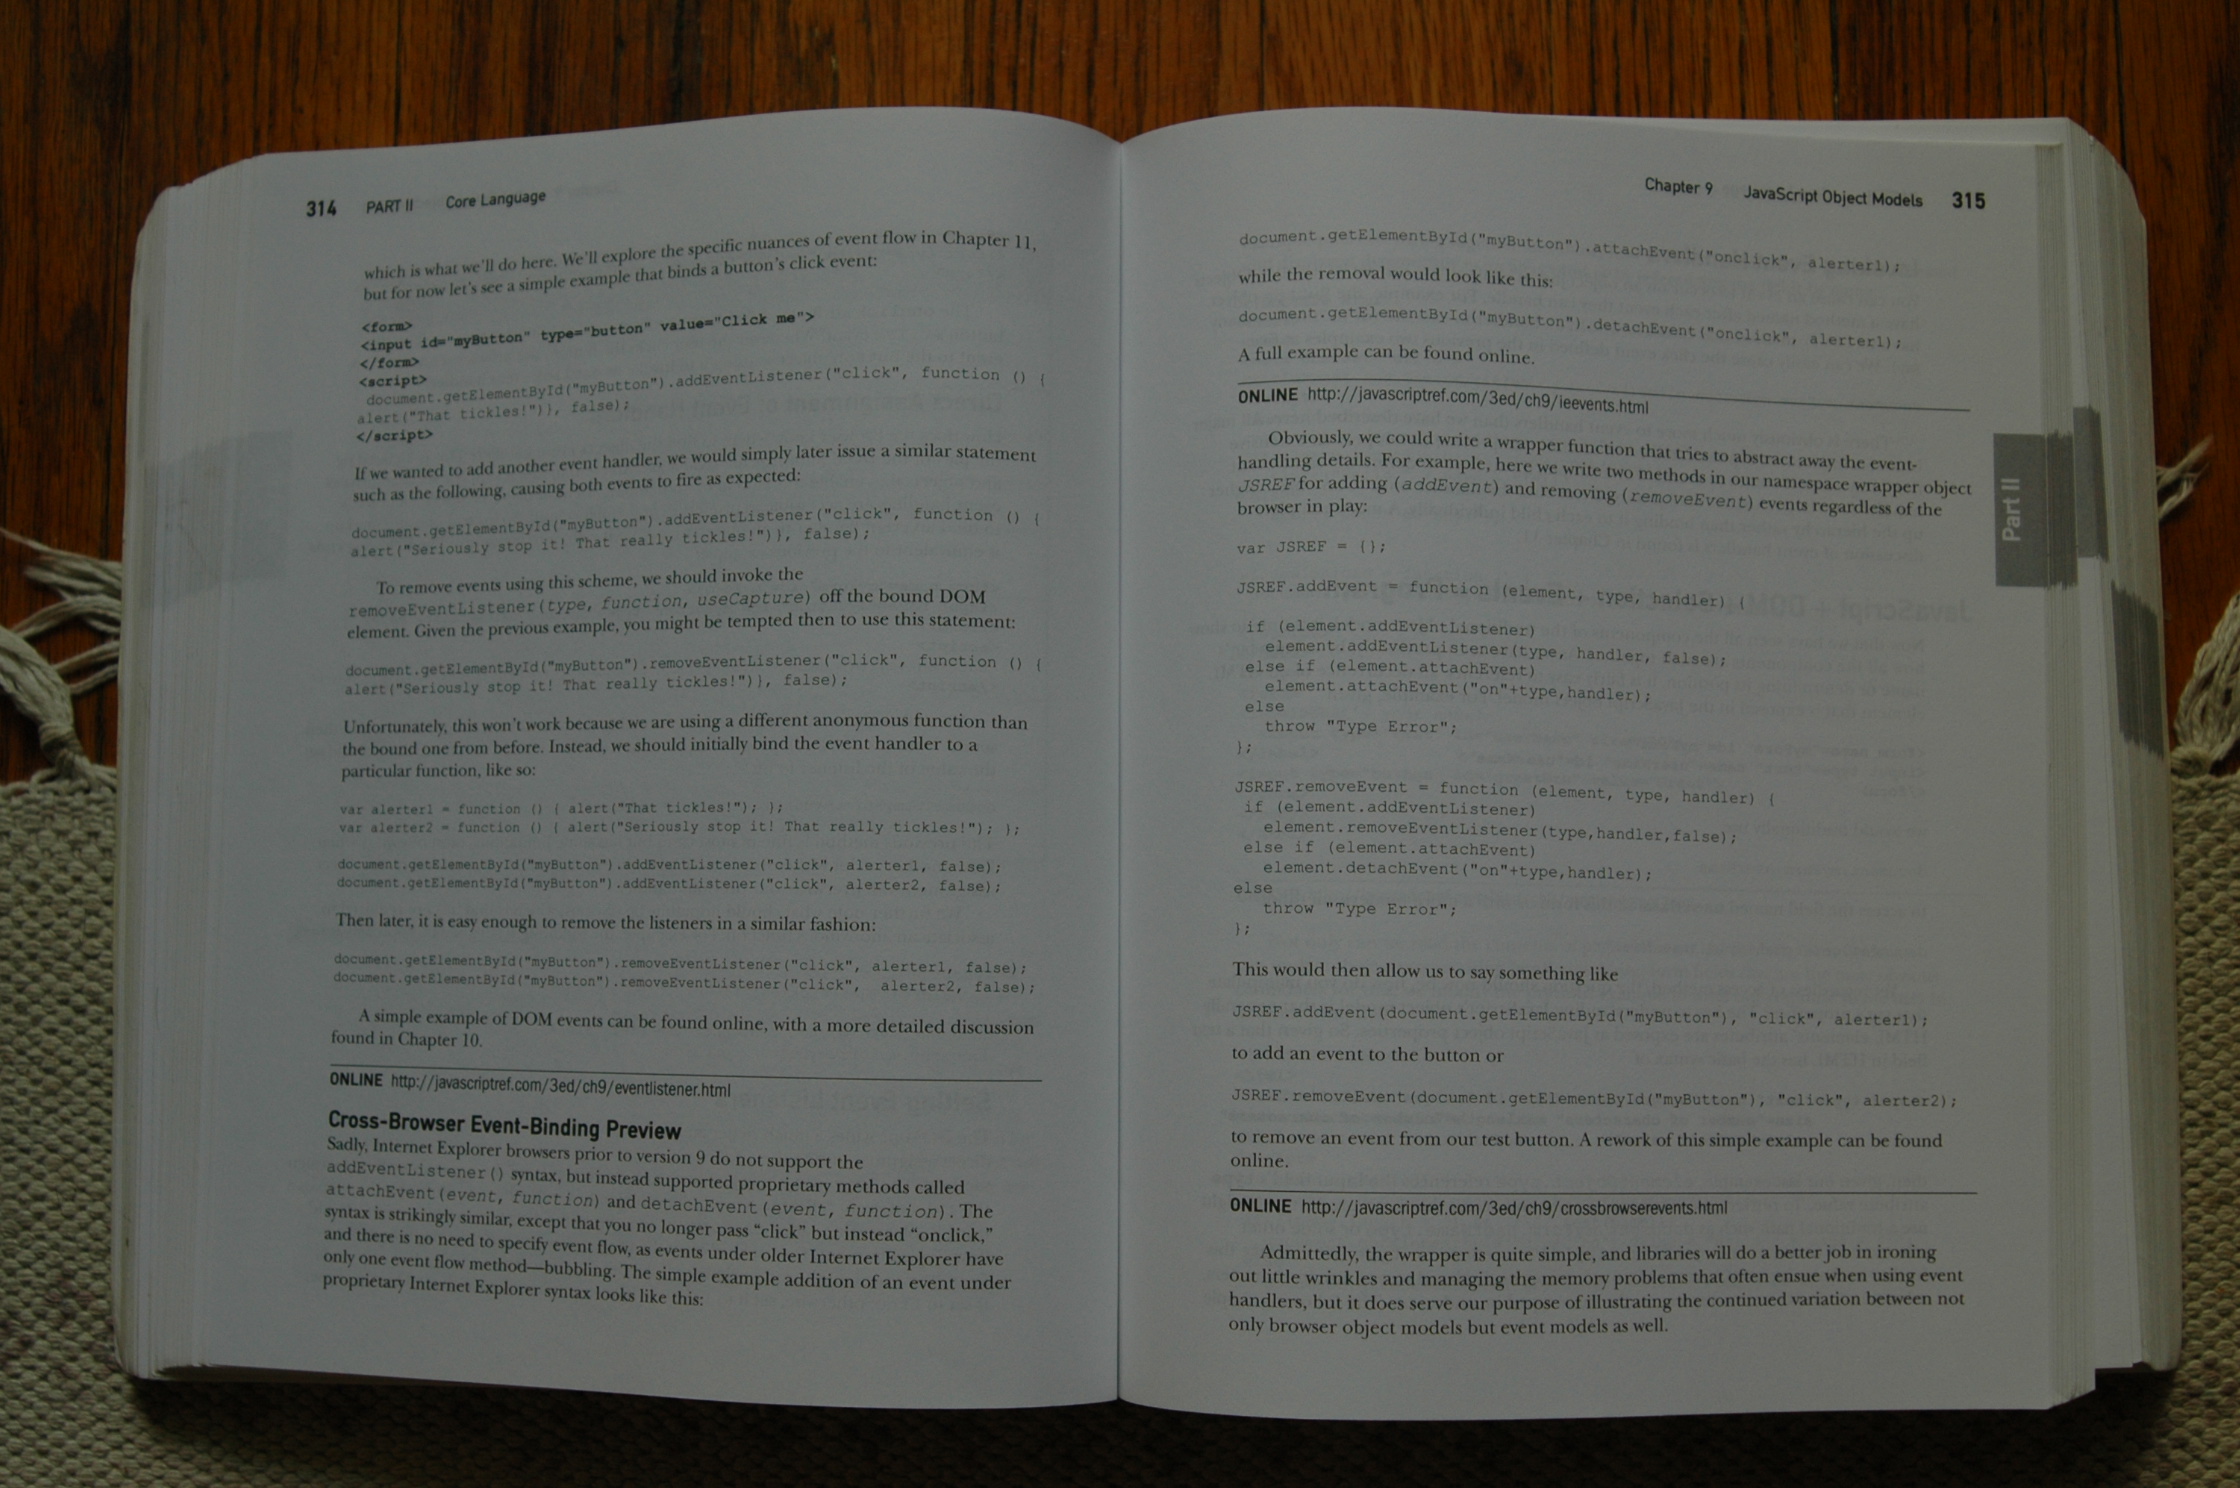 314 PART II Core Language
which is what we'll do here. We'll explore the specific nuances of event flow in Chapter 11,
but for now let's see a simple example that binds a button's click event:
<form>
<input id="myButton" type="button" value="Click me">
</form>
<script>
document.getElementById("myButton").addEventListener("click", function () {
alert("That tickles!")}, false);
</script>
If we wanted to add another event handler, we would simply later issue a similar statement
such as the following, causing both events to fire as expected:
document.getElementById("myButton").addEventListener("click", function () {
alert("Seriously stop it! That really tickles!")}, false);
To remove events using this scheme, we should invoke the
removeEventListener(type, function, useCapture) off the bound DOM
element. Given the previous example, you might be tempted then to use this statement:
document.getElementById("myButton").removeEventListener("click", function () {
alert("Seriously stop it! That really tickles!")}, false);
Unfortunately, this won't work because we are using a different anonymous function than
the bound one from before. Instead, we should initially bind the event handler to a
particular function, like so:
var alerter1 = function () { alert("That tickles!"); };
var alerter2 = function () { alert("Seriously stop it! That really tickles!"); };
document.getElementById("myButton").addEventListener("click", alerter1, false);
document.getElementById("myButton").addEventListener("click", alerter2, false);
Then later, it is easy enough to remove the listeners in a similar fashion:
document.getElementById("myButton").removeEventListener("click", alerter1, false);
document.getElementById("myButton").removeEventListener("click", alerter2, false);
A simple example of DOM events can be found online, with a more detailed discussion
found in Chapter 10.
ONLINE http://javascriptref.com/3ed/ch9/eventlistener.html
Cross-Browser Event-Binding Preview
Sadly, Internet Explorer browsers prior to version 9 do not support the
addEventListener() syntax, but instead supported proprietary methods called
attachEvent(event, function) and detachEvent(event, function). The
syntax is strikingly similar, except that you no longer pass “click” but instead “onclick,”
and there is no need to specify event flow, as events under older Internet Explorer have
only one event flow method—bubbling. The simple example addition of an event under
proprietary Internet Explorer syntax looks like this:
Chapter 9 JavaScript Object Models 315
document.getElementById("myButton").attachEvent("onclick", alerter1);
while the removal would look like this:
document.getElementById("myButton").detachEvent("onclick", alerter1);
A full example can be found online.
ONLINE http://javascriptref.com/3ed/ch9/ieevents.html
Obviously, we could write a wrapper function that tries to abstract away the event-
handling details. For example, here we write two methods in our namespace wrapper object
JSREF for adding (addEvent) and removing (removeEvent) events regardless of the
browser in play:
var JSREF = {};
JSREF.addEvent = function (element, type, handler) {
if (element.addEventListener)
element.addEventListener(type, handler, false);
else if (element.attachEvent)
element.attachEvent("on"+type,handler);
else
throw "Type Error";
};
JSREF.removeEvent = function (element, type, handler) {
if (element.addEventListener)
element.removeEventListener(type,handler,false);
else if (element.attachEvent)
element.detachEvent("on"+type,handler);
else
throw "Type Error";
};
This would then allow us to say something like
JSREF.addEvent(document.getElementById("myButton"), "click", alerter1);
to add an event to the button or
JSREF.removeEvent(document.getElementById("myButton"), "click", alerter2);
to remove an event from our test button. A rework of this simple example can be found
online.
ONLINE http://javascriptref.com/3ed/ch9/crossbrowserevents.html
Admittedly, the wrapper is quite simple, and libraries will do a better job in ironing
out little wrinkles and managing the memory problems that often ensue when using event
handlers, but it does serve our purpose of illustrating the continued variation between not
only browser object models but event models as well.
Part II